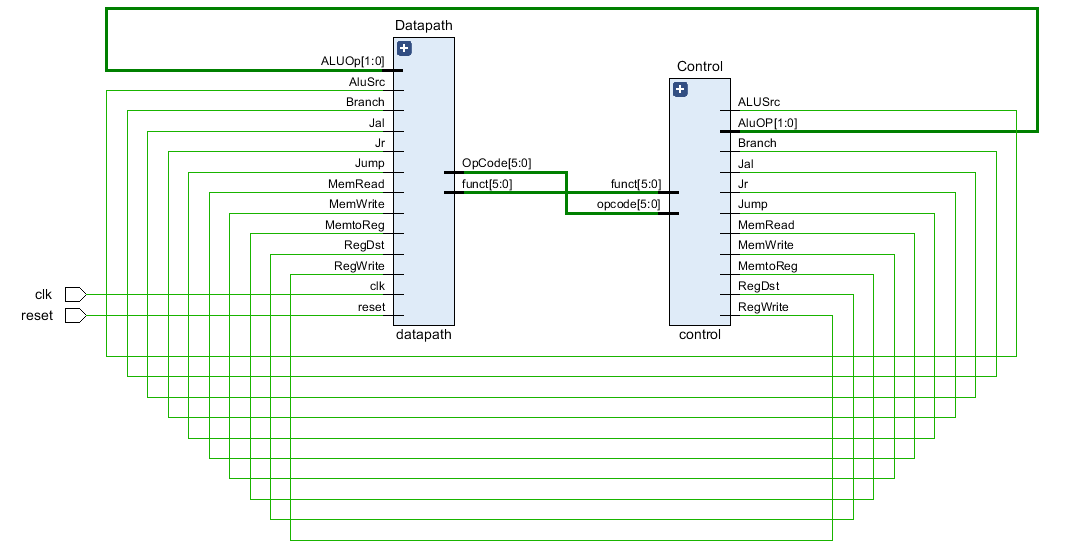 Datapath
ALUOp[1:0]
AluSrc
Branch
Jal
Jr
Jump
MemRead
MemWrite
MemtoReg
RegDst
RegWrite
clk
reset
OpCode[5:0]
funct[5:0]
datapath
clk
reset
Control
funct[5:0]
opcode[5:0]
ALUSrc
AluOP[1:0]
Branch
Jal
Jr
Jump
MemRead
MemWrite
MemtoReg
RegDst
RegWrite
control